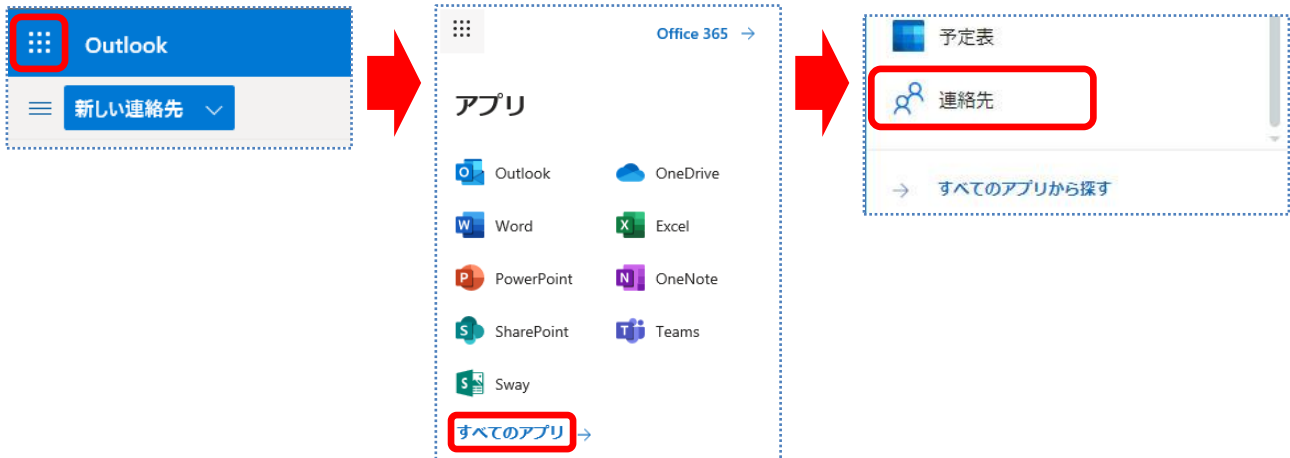 Outlook
新しい連絡先
Office 365 →
アプリ
Outlook
OneDrive
Word
Excel
PowerPoint
OneNote
SharePoint
Teams
Sway
すべてのアプリ →
予定表
連絡先
→ すべてのアプリから探す